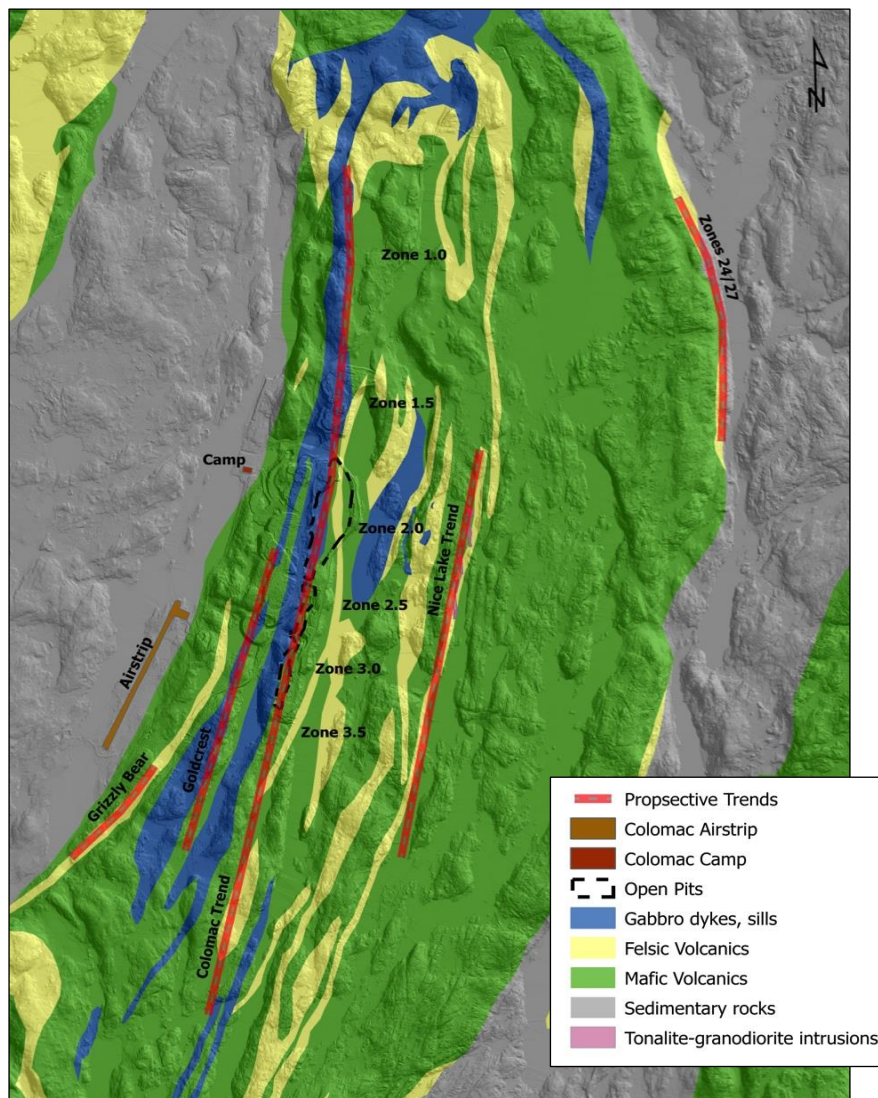 N
Zones 24/27
Zone 1.0
Zone 1.5
Camp
Zone 2.0
Nice Lake Trend
Zone 2.5
Airstrip
Zone 3.0
Zone 3.5
Goldcrest
Grizzly Bear
Colomac Trend
Propsective Trends
Colomac Airstrip
Colomac Camp
Open Pits
Gabbro dykes, sills
Felsic Volcanics
Mafic Volcanics
Sedimentary rocks
Tonalite-granodiorite intrusions